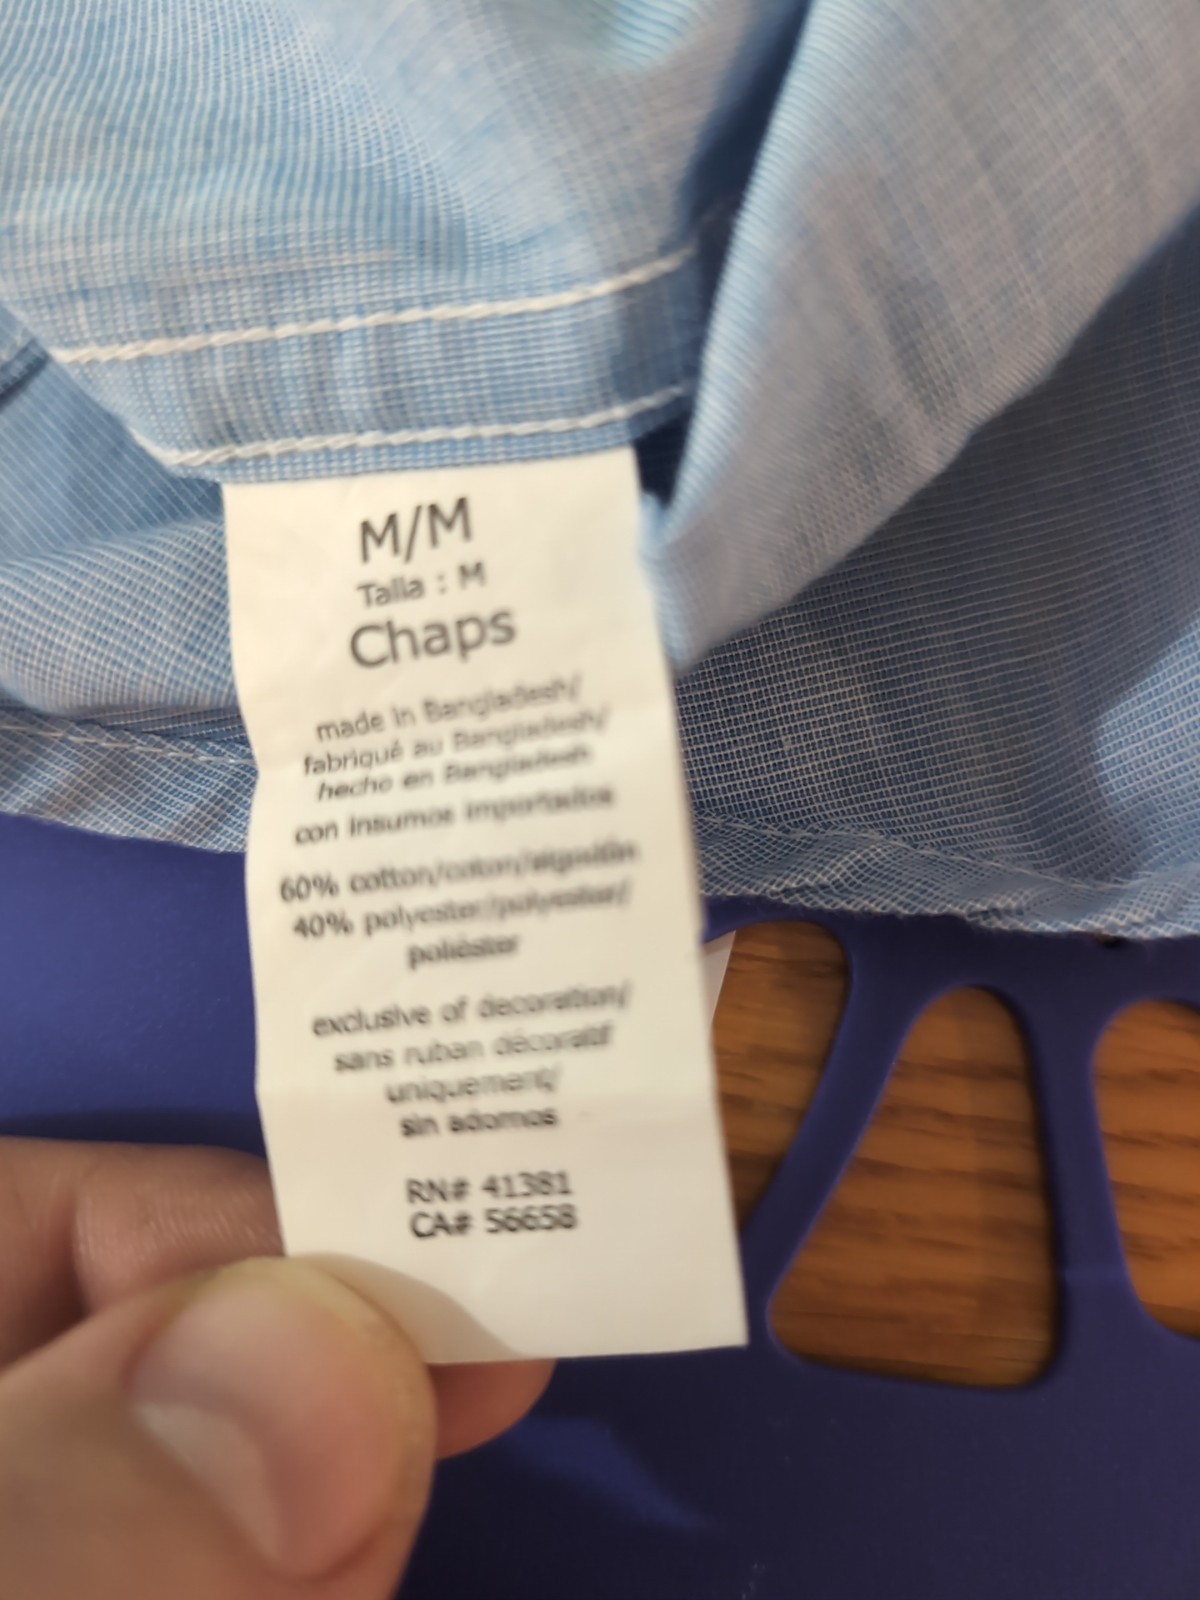 M/M
Talla : M
Chaps
made in Bangladesh/
fabriqué au Bangladesh/
hecho en Bangladesh
con insumos importados
60% cotton/coton/algodón
40% polyester/polyester/
poliéster
exclusive of decoration/
sans ruban décoratif
uniquement/
sin adornos
RN# 41381
CA# 56658